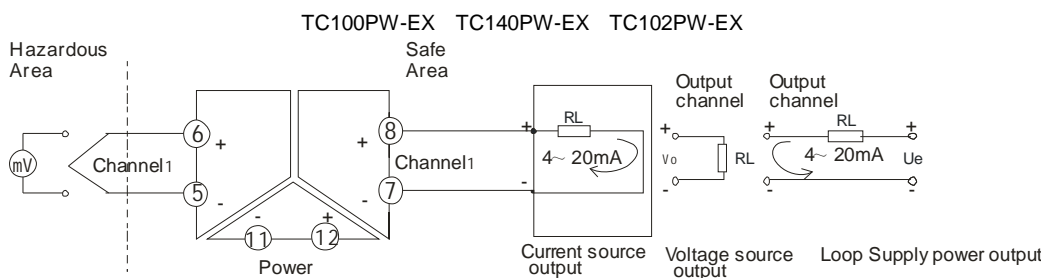 TC100PW-EX TC140PW-EX TC102PW-EX
Hazardous
Area
Safe
Area
Output
channel
Output
channel
mV
Channel1
6
+
5
-
8
+
7
-
Channel1
-
+
11
12
Power
+
-
RL
4~ 20mA
+
Vo
-
RL
+
-
RL
4~ 20mA
+
Ue
-
Current source
output
Voltage source
output
Loop Supply power output